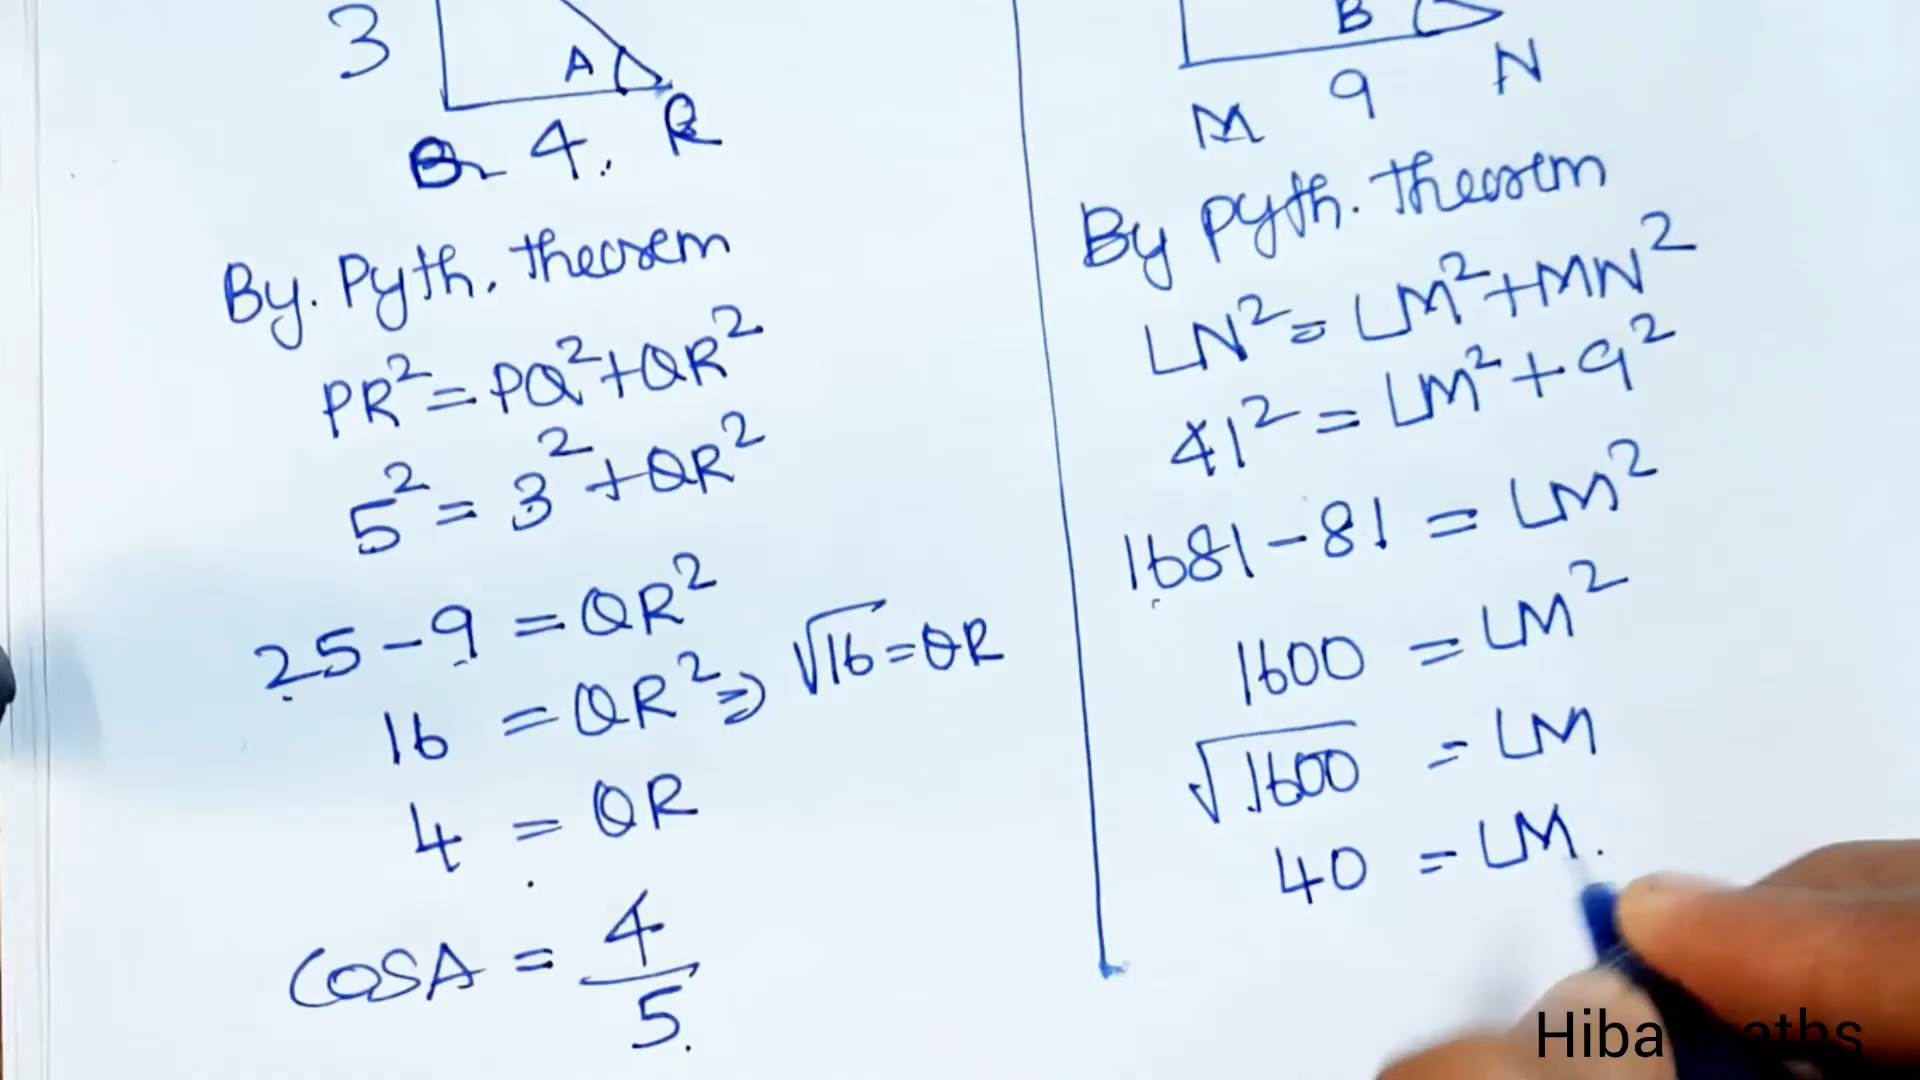 3
A
R
Q 4.
By. Pyth. theorem
PR² = PQ² + QR²
5² = 3² + QR²
25 - 9 = QR²
16 = QR² ⇒ √16 = QR
4 = QR
COSA = 4/5.
B
N
M 9
By Pyth. theorem
LN² = LM² + MN²
41² = LM² + 9²
1681 - 81 = LM²
1600 = LM²
√1600 = LM
40 = LM.
Hiba maths